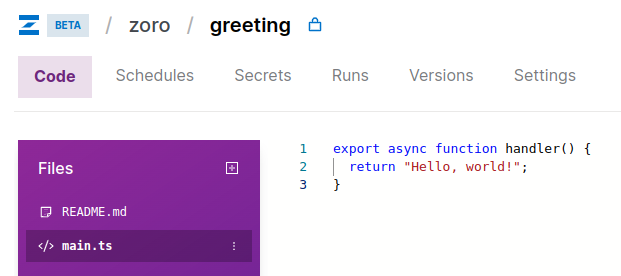 BETA / zoro / greeting
Code Schedules Secrets Runs Versions Settings
Files
README.md
</> main.ts
1 export async function handler() {
2 return "Hello, world!";
3 }